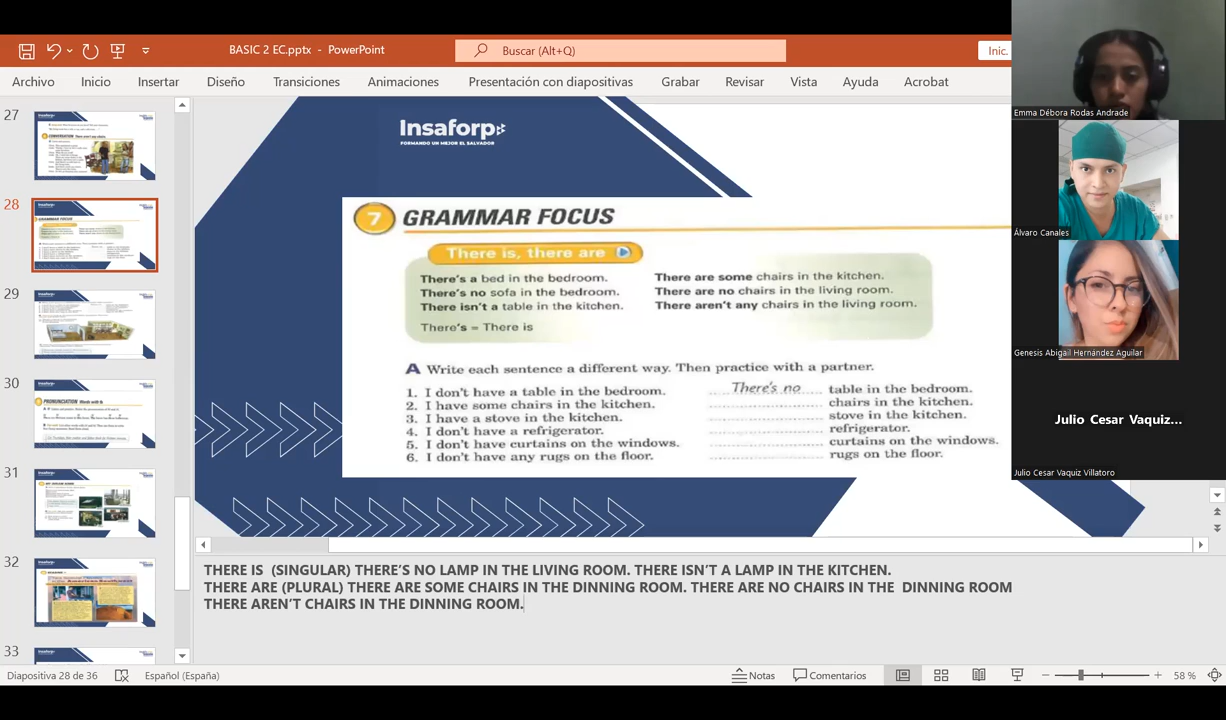 BASIC 2 EC.pptx - PowerPoint
Buscar (Alt+Q)
Inic.
Archivo Inicio Insertar Diseño Transiciones Animaciones Presentación con diapositivas Grabar Revisar Vista Ayuda Acrobat
27
28
29
30
31
32
33
Insaforp
FORMANDO UN MEJOR EL SALVADOR
7 GRAMMAR FOCUS
There is, there are
There's a bed in the bedroom.
There's no sofa in the bedroom.
There isn't a table in the kitchen.
There's = There is
There are some chairs in the kitchen.
There are no chairs in the living room.
There aren't any chairs in the living room.
A Write each sentence a different way. Then practice with a partner.
1. I don't have a table in the bedroom. There's no table in the bedroom.
2. I have some chairs in the kitchen. chairs in the kitchen.
3. I have a stove in the kitchen. stove in the kitchen.
4. I don't have a refrigerator. refrigerator.
5. I don't have curtains on the windows. curtains on the windows.
6. I don't have any rugs on the floor. rugs on the floor.
THERE IS (SINGULAR) THERE'S NO LAMP IN THE LIVING ROOM. THERE ISN'T A LAMP IN THE KITCHEN.
THERE ARE (PLURAL) THERE ARE SOME CHAIRS IN THE DINNING ROOM. THERE ARE NO CHAIRS IN THE DINNING ROOM
THERE AREN'T CHAIRS IN THE DINNING ROOM.
Diapositiva 28 de 36
Español (España)
Notas
Comentarios
58 %
Emma Débora Rodas Andrade
Álvaro Canales
Genesis Abigail Hernández Aguilar
Julio Cesar Vaquiz...
Julio Cesar Vaquiz Villatoro